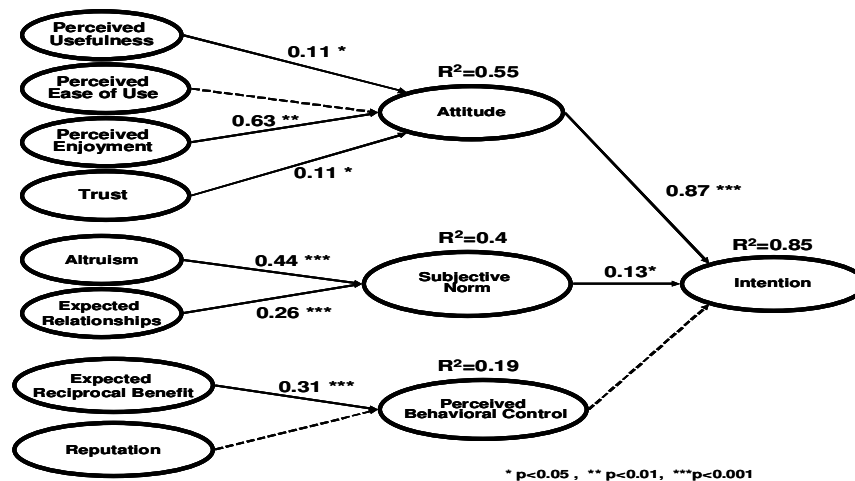 Perceived
Usefulness
0.11 *
R²=0.55
Perceived
Ease of Use
Attitude
Perceived
Enjoyment
0.63 **
0.11 *
Trust
0.87 ***
R²=0.4
R²=0.85
Altruism
0.44 ***
Subjective
Norm
0.13*
Intention
Expected
Relationships
0.26 ***
R²=0.19
Expected
Reciprocal Benefit
0.31 ***
Perceived
Behavioral Control
Reputation
* p<0.05 , ** p<0.01, ***p<0.001